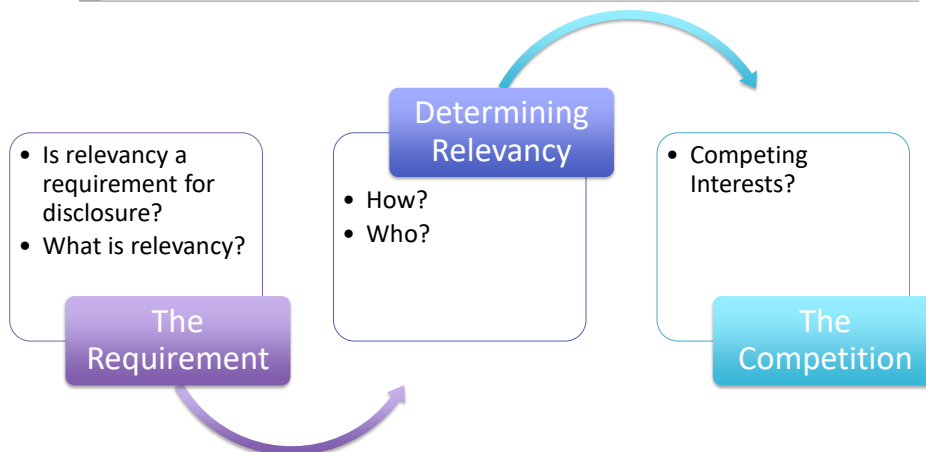 • Is relevancy a
requirement for
disclosure?
• What is relevancy?
The
Requirement
Determining
Relevancy
• How?
• Who?
• Competing
Interests?
The
Competition